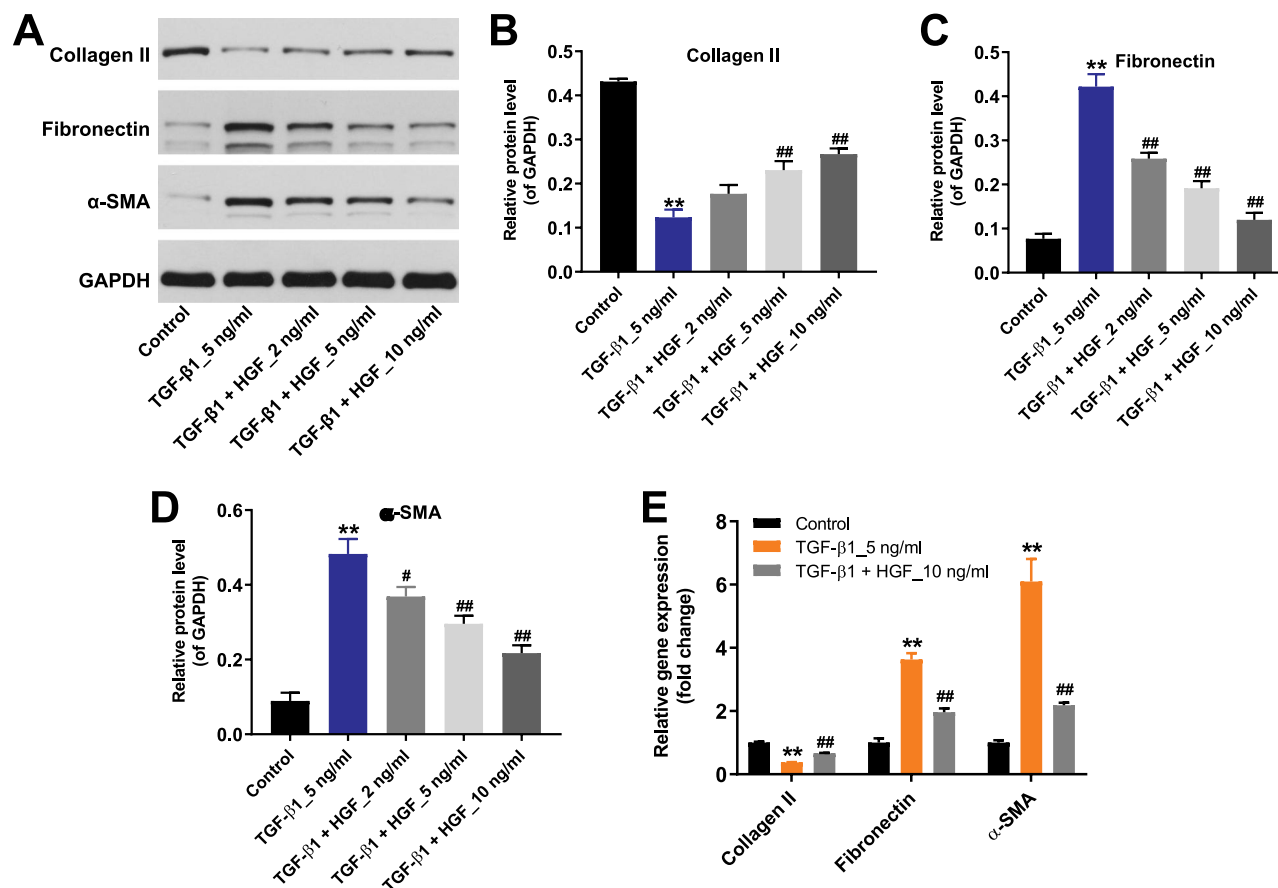 A
Collagen II
Fibronectin
α-SMA
GAPDH
Control
TGF-β1_5 ng/ml
TGF-β1 + HGF_2 ng/ml
TGF-β1 + HGF_5 ng/ml
TGF-β1 + HGF_10 ng/ml
B
Collagen II
Relative protein level
(of GAPDH)
0.5
0.4
0.3
0.2
0.1
0.0
**
##
##
Control
TGF-β1_5 ng/ml
TGF-β1 + HGF_2 ng/ml
TGF-β1 + HGF_5 ng/ml
TGF-β1 + HGF_10 ng/ml
C
Fibronectin
Relative protein level
(of GAPDH)
0.5
0.4
0.3
0.2
0.1
0.0
**
##
##
##
Control
TGF-β1_5 ng/ml
TGF-β1 + HGF_2 ng/ml
TGF-β1 + HGF_5 ng/ml
TGF-β1 + HGF_10 ng/ml
D
α-SMA
Relative protein level
(of GAPDH)
0.6
0.4
0.2
0.0
**
#
##
##
Control
TGF-β1_5 ng/ml
TGF-β1 + HGF_2 ng/ml
TGF-β1 + HGF_5 ng/ml
TGF-β1 + HGF_10 ng/ml
E
Control
TGF-β1_5 ng/ml
TGF-β1 + HGF_10 ng/ml
Relative gene expression
(fold change)
8
6
4
2
0
**
##
**
##
**
##
Collagen II
Fibronectin
α-SMA